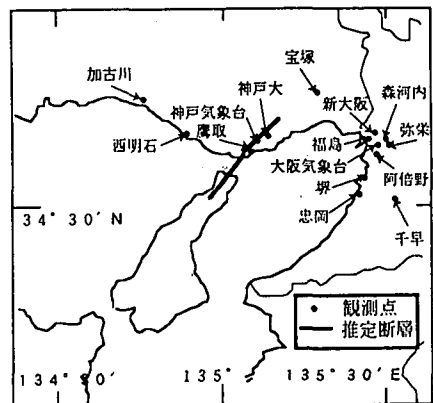 加古川
宝塚
神戸大
新大阪
森河内
神戸気象台
鷹取
弥栄
西明石
福島
大阪気象台
阿倍野
堺
34°30'N
忠岡
千早
観測点
推定断層
134°30'
135°
135°30'E